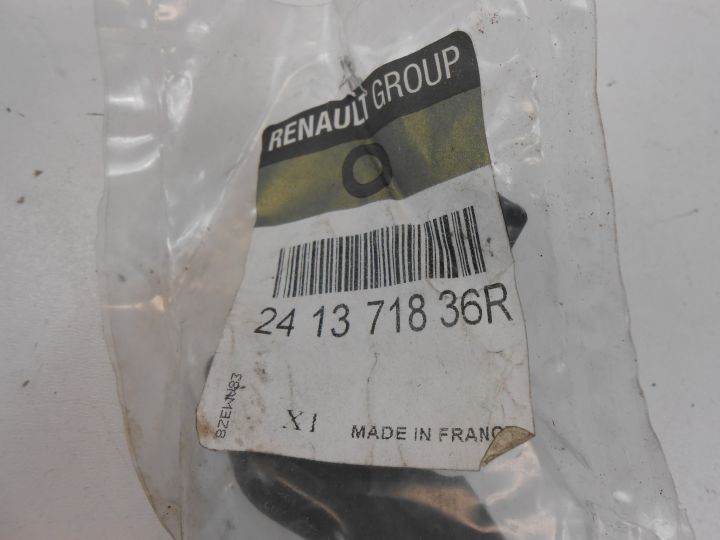 RENAULT GROUP
24 13 718 36R
X1
MADE IN FRANC